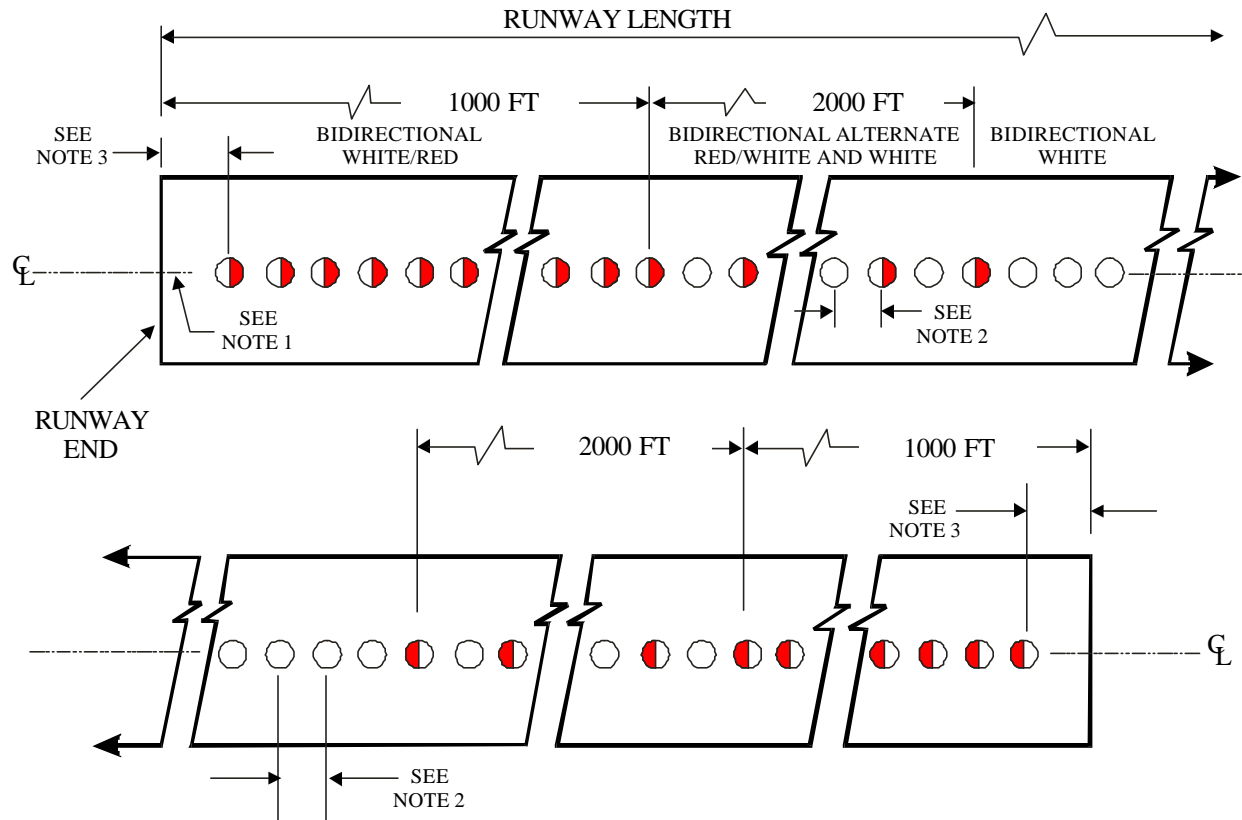 RUNWAY LENGTH
1000 FT
2000 FT
SEE
NOTE 3
BIDIRECTIONAL
WHITE/RED
BIDIRECTIONAL ALTERNATE
RED/WHITE AND WHITE
BIDIRECTIONAL
WHITE
℄
SEE
NOTE 1
SEE
NOTE 2
RUNWAY
END
2000 FT
1000 FT
SEE
NOTE 3
℄
SEE
NOTE 2